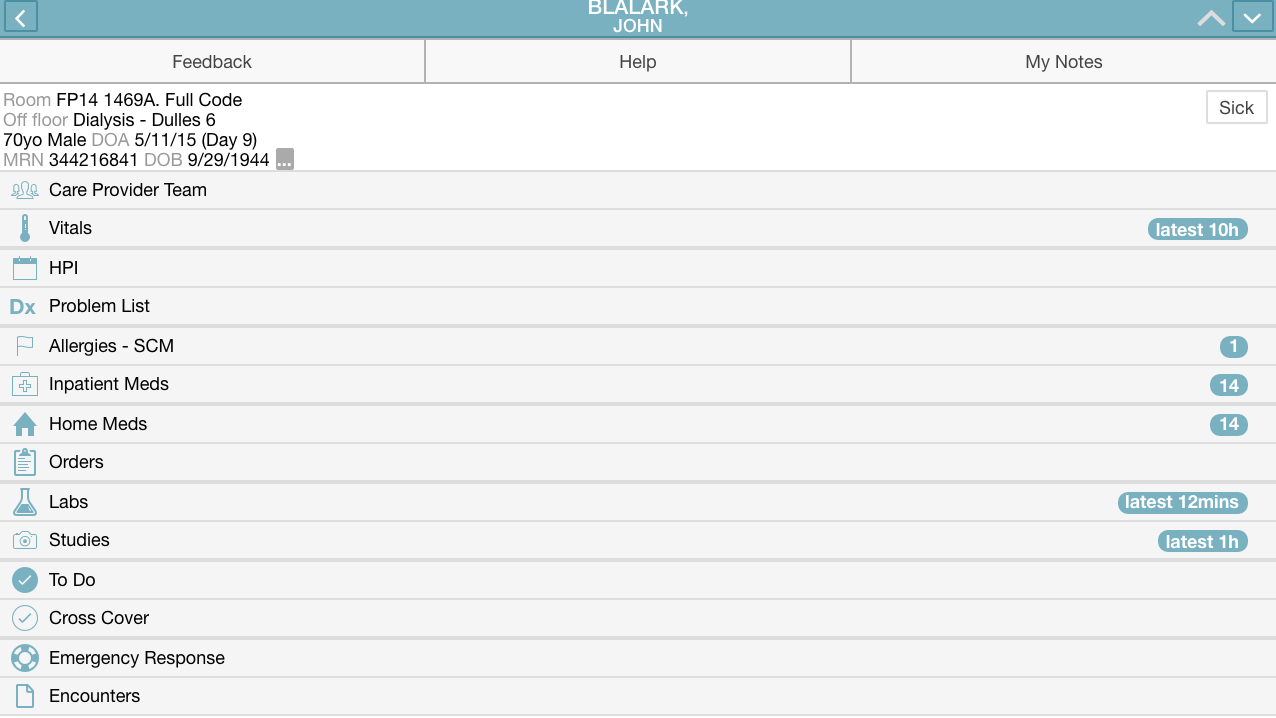 BLALARK,
JOHN
Feedback
Help
My Notes
Room FP14 1469A. Full Code
Off floor Dialysis - Dulles 6
70yo Male DOA 5/11/15 (Day 9)
MRN 344216841 DOB 9/29/1944 ...
Sick
Care Provider Team
Vitals latest 10h
HPI
Dx Problem List
Allergies - SCM 1
Inpatient Meds 14
Home Meds 14
Orders
Labs latest 12mins
Studies latest 1h
To Do
Cross Cover
Emergency Response
Encounters